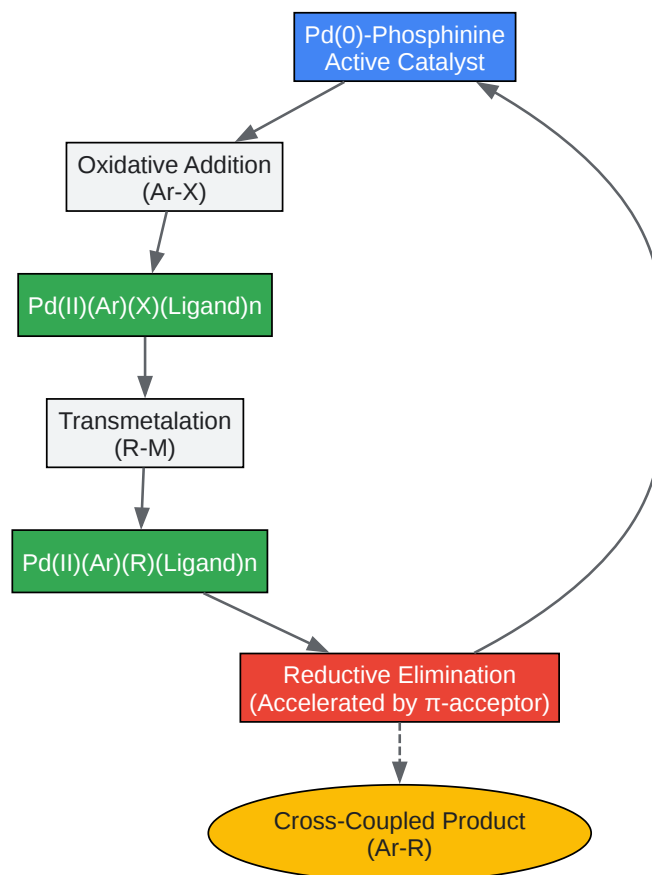 Pd(0)-Phosphinine
Active Catalyst
Oxidative Addition
(Ar-X)
Pd(II)(Ar)(X)(Ligand)n
Transmetalation
(R-M)
Pd(II)(Ar)(R)(Ligand)n
Reductive Elimination
(Accelerated by π-acceptor)
Cross-Coupled Product
(Ar-R)